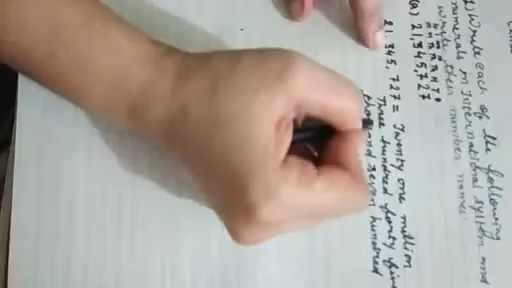 1) Write each of the following
numerals in International system and
write their number names.
(a) 21,345,727
21,345,727 = Twenty one million
Three hundred forty five
thousand seven hundred